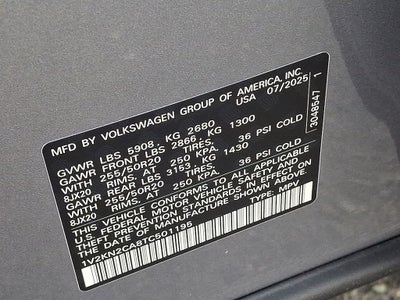 MFD BY VOLKSWAGEN GROUP OF AMERICA, INC.
USA 07/2025
GVWR LBS 5908, KG 2680
GAWR FRONT LBS 2866, KG 1300
WITH 255/50R20 TIRES,
8JX20 RIMS, AT 250 KPA, 36 PSI COLD
GAWR REAR LBS 3153, KG 1430
WITH 255/50R20 TIRES,
8JX20 RIMS, AT 250 KPA, 36 PSI COLD
THIS VEHICLE CONFORMS TO ALL APPLICABLE
FEDERAL MOTOR VEHICLE SAFETY, BUMPER, AND
THEFT PREVENTION STANDARDS IN EFFECT ON
THE DATE OF MANUFACTURE SHOWN ABOVE.
1V2KN2CA8TC501195 TYPE: MPV
3048547 1